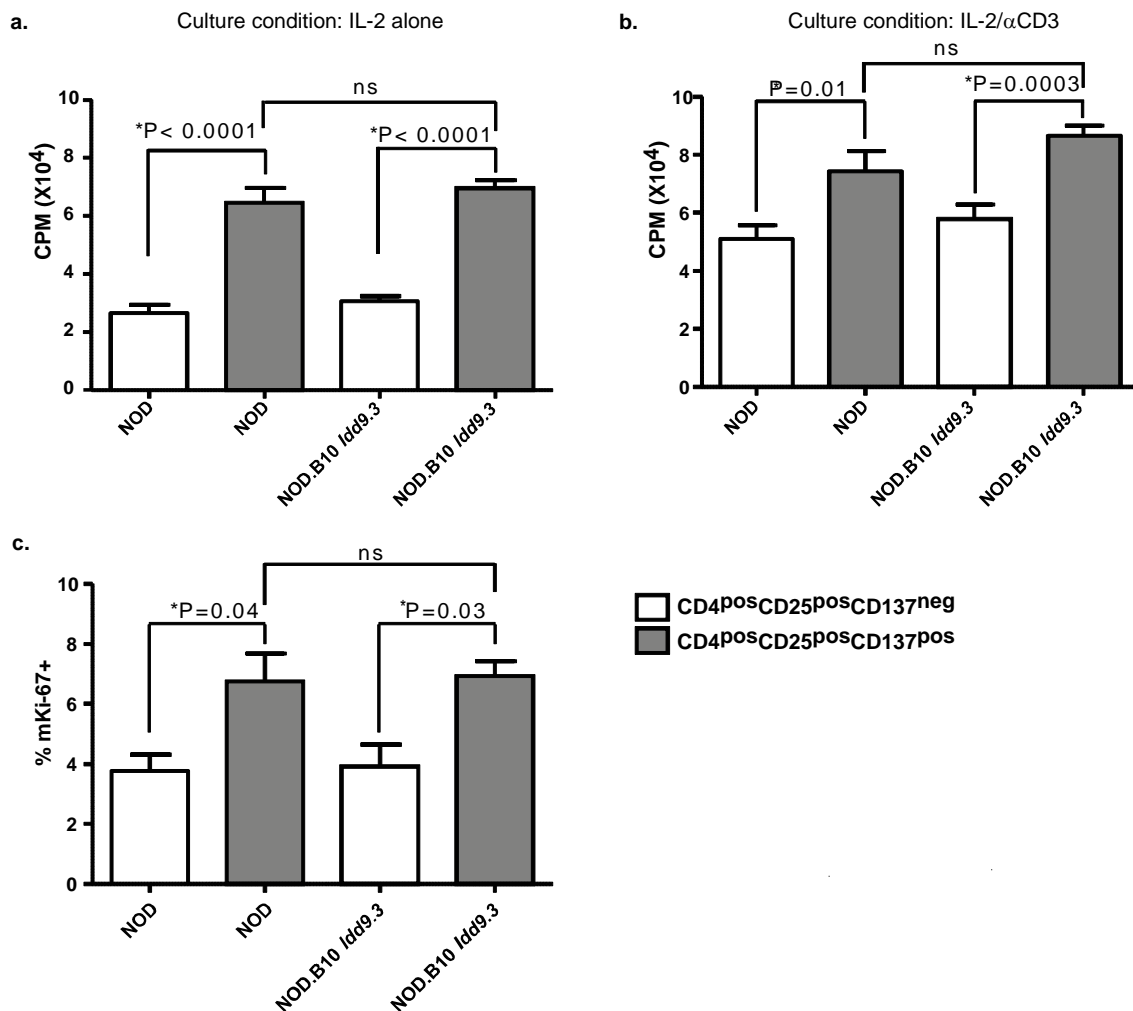 a.
Culture condition: IL-2 alone
ns
*P< 0.0001
*P< 0.0001
CPM (X10⁴)
10
8
6
4
2
0
NOD
NOD
NOD.B10 Idd9.3
NOD.B10 Idd9.3
b.
Culture condition: IL-2/αCD3
ns
*P=0.01
*P=0.0003
CPM (X10⁴)
10
8
6
4
2
0
NOD
NOD
NOD.B10 Idd9.3
NOD.B10 Idd9.3
c.
ns
*P=0.04
*P=0.03
% mKi-67+
10
8
6
4
2
0
NOD
NOD
NOD.B10 Idd9.3
NOD.B10 Idd9.3
CD4posCD25posCD137neg
CD4posCD25posCD137pos